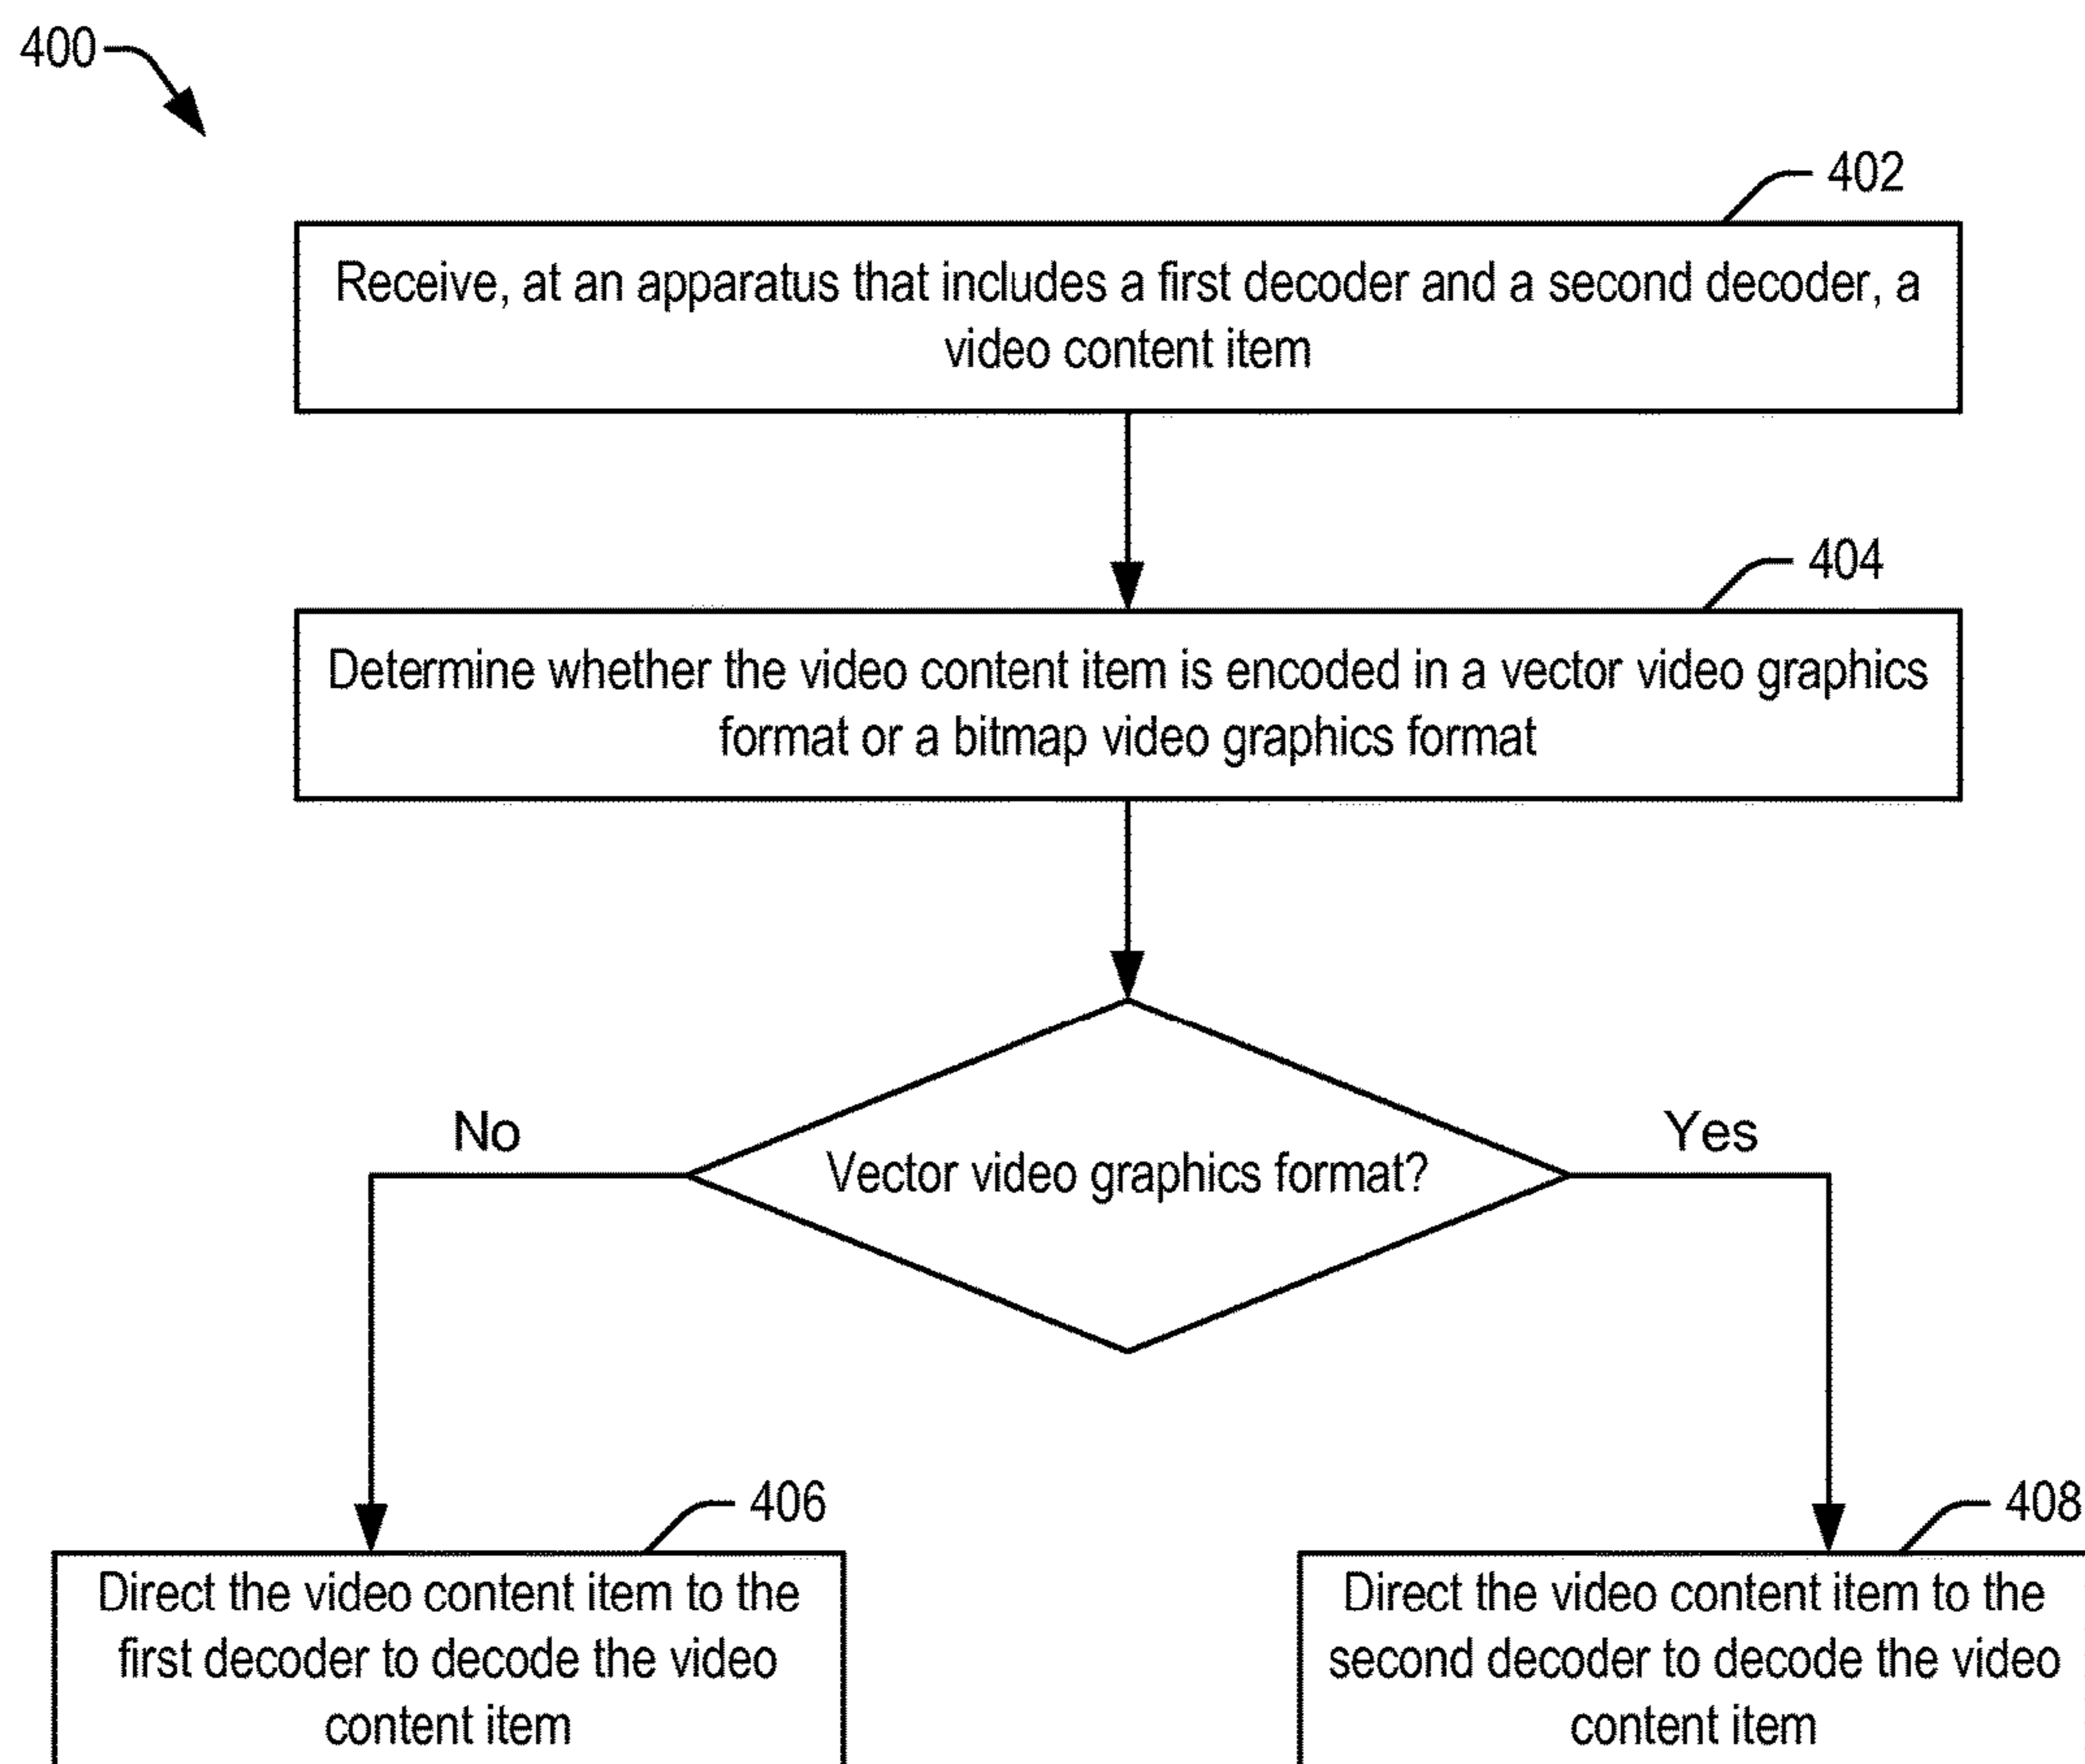 400
402
Receive, at an apparatus that includes a first decoder and a second decoder, a
video content item
404
Determine whether the video content item is encoded in a vector video graphics
format or a bitmap video graphics format
No
Vector video graphics format?
Yes
406
408
Direct the video content item to the
first decoder to decode the video
content item
Direct the video content item to the
second decoder to decode the video
content item